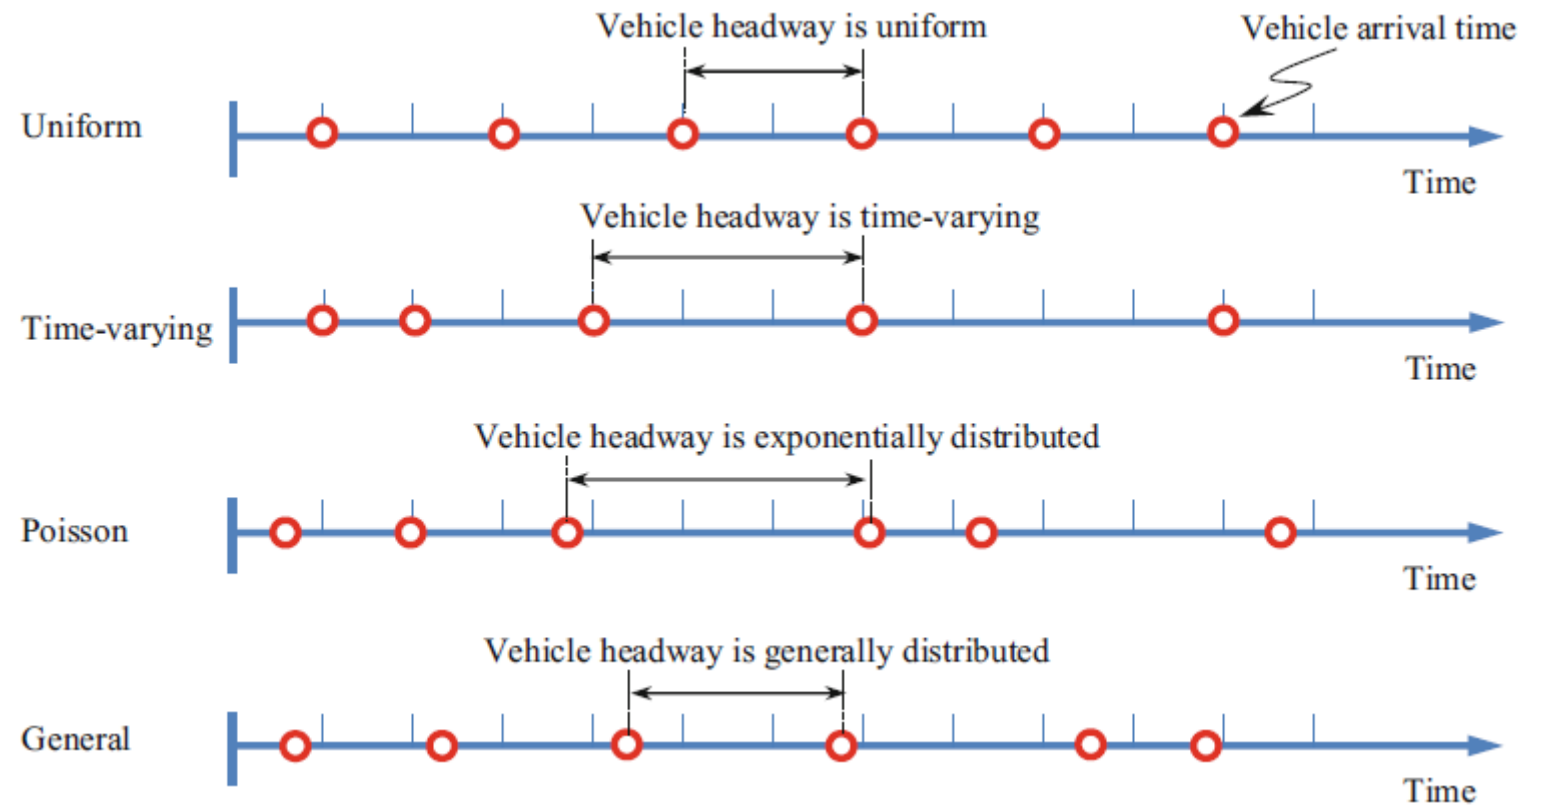 Vehicle headway is uniform
Vehicle arrival time
Uniform
Time
Vehicle headway is time-varying
Time-varying
Time
Vehicle headway is exponentially distributed
Poisson
Time
Vehicle headway is generally distributed
General
Time